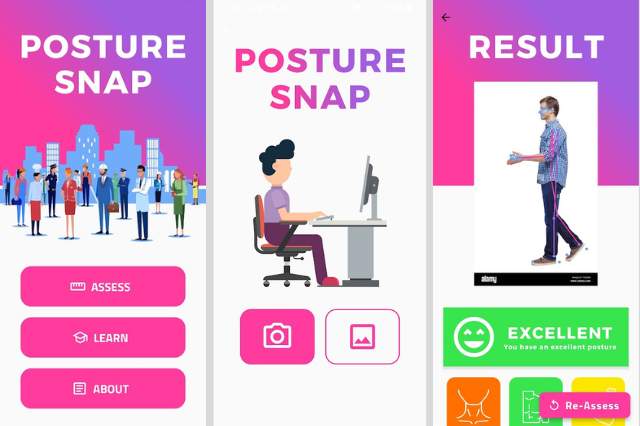 POSTURE
SNAP
ASSESS
LEARN
ABOUT
POSTURE
SNAP
RESULT
alamy
EXCELLENT
You have an excellent posture
Re-Assess